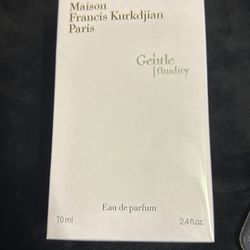 Maison
Francis Kurkdjian
Paris
Gentle
fluidity
Eau de parfum
70 ml 2.4 fl.oz.